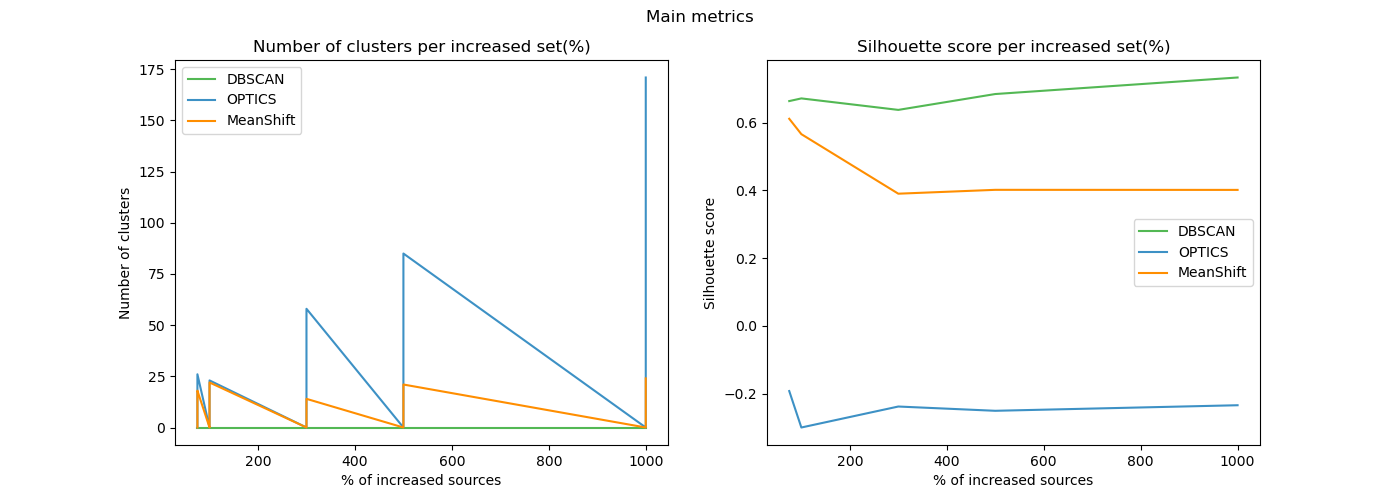 Main metrics
Number of clusters per increased set(%)
Number of clusters
175
150
125
100
75
50
25
0
DBSCAN
OPTICS
MeanShift
200 400 600 800 1000
% of increased sources
Silhouette score per increased set(%)
Silhouette score
0.6
0.4
0.2
0.0
−0.2
DBSCAN
OPTICS
MeanShift
200 400 600 800 1000
% of increased sources